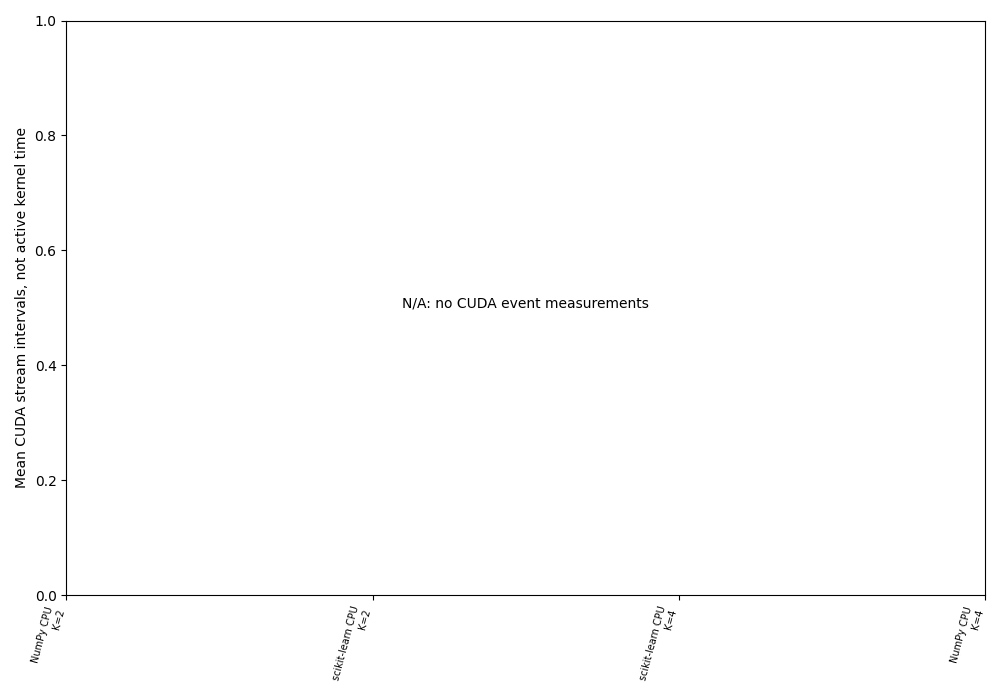 Mean CUDA stream intervals, not active kernel time
1.0
0.8
0.6
0.4
0.2
0.0
N/A: no CUDA event measurements
NumPy CPU
K=2
scikit-learn CPU
K=2
scikit-learn CPU
K=4
NumPy CPU
K=4